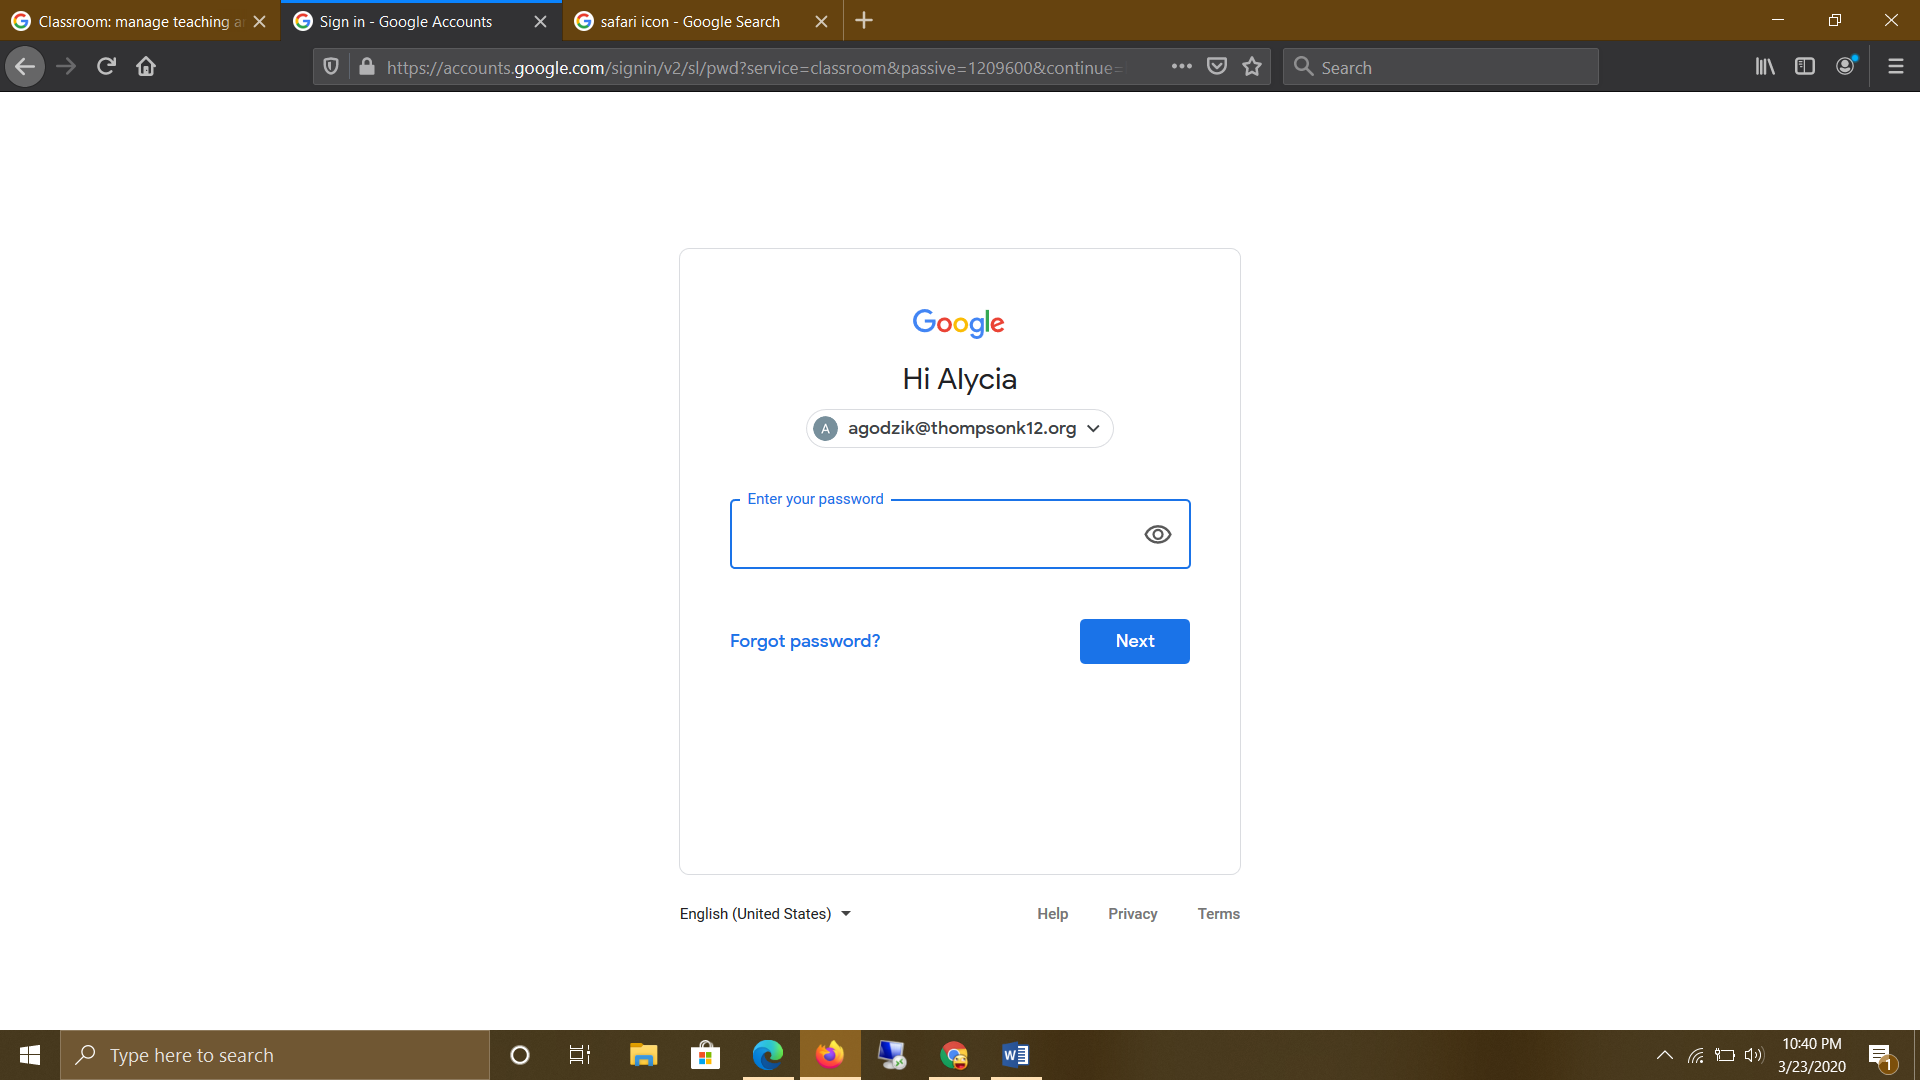 Classroom: manage teaching a
Sign in - Google Accounts
safari icon - Google Search
https://accounts.google.com/signin/v2/sl/pwd?service=classroom&passive=1209600&continue=
Search
Google
Hi Alycia
A agodzik@thompsonk12.org
Enter your password
Forgot password?
Next
English (United States)
Help
Privacy
Terms
Type here to search
W
10:40 PM
3/23/2020
1